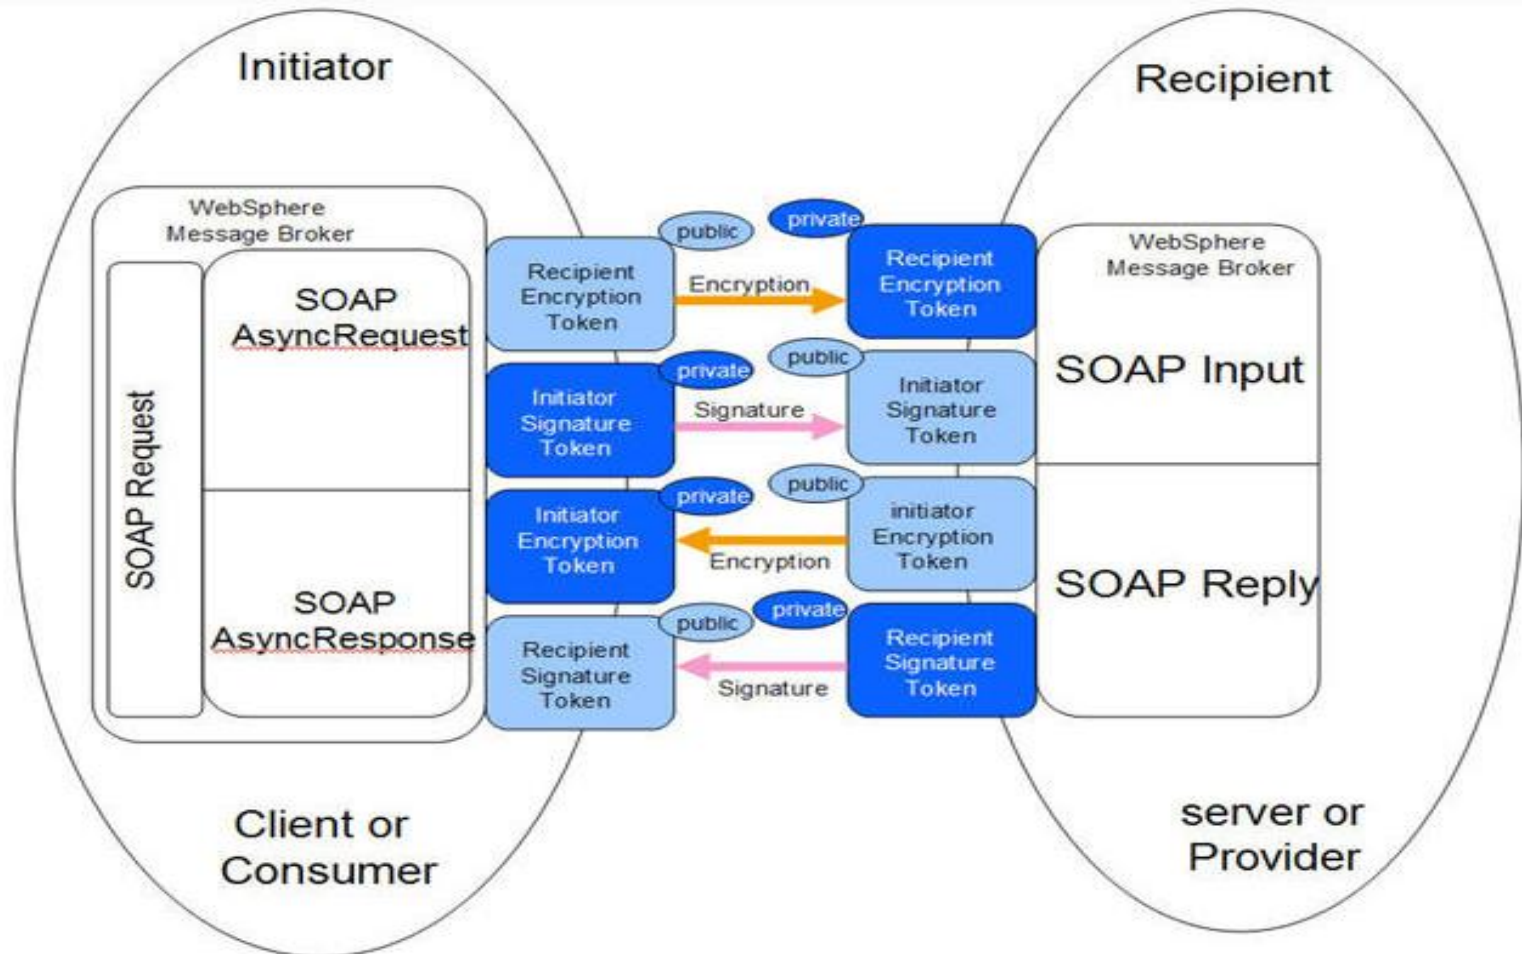 Initiator
Recipient
WebSphere
Message Broker
SOAP Request
SOAP
AsyncRequest
SOAP
AsyncResponse
Recipient
Encryption
Token
public
Encryption
private
Recipient
Encryption
Token
Initiator
Signature
Token
private
Signature
public
Initiator
Signature
Token
Initiator
Encryption
Token
private
Encryption
public
initiator
Encryption
Token
Recipient
Signature
Token
public
Signature
private
Recipient
Signature
Token
WebSphere
Message Broker
SOAP Input
SOAP Reply
Client or
Consumer
server or
Provider